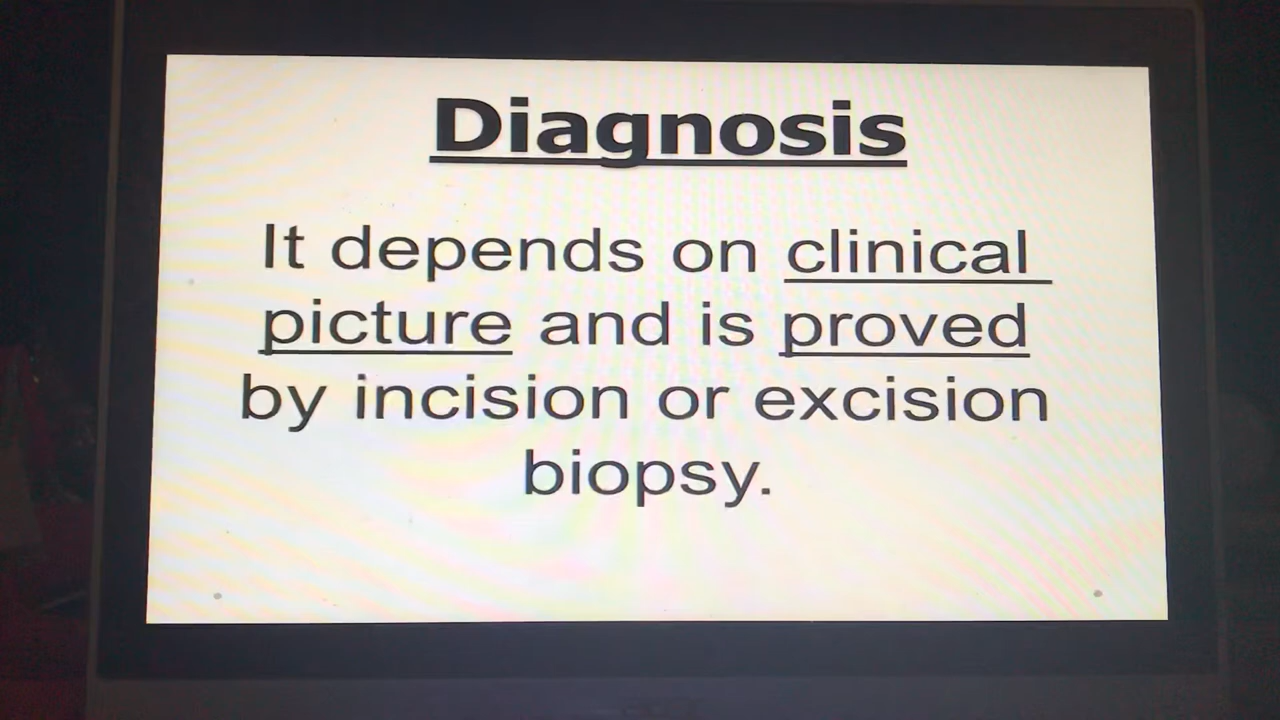 Diagnosis
It depends on clinical
picture and is proved
by incision or excision
biopsy.